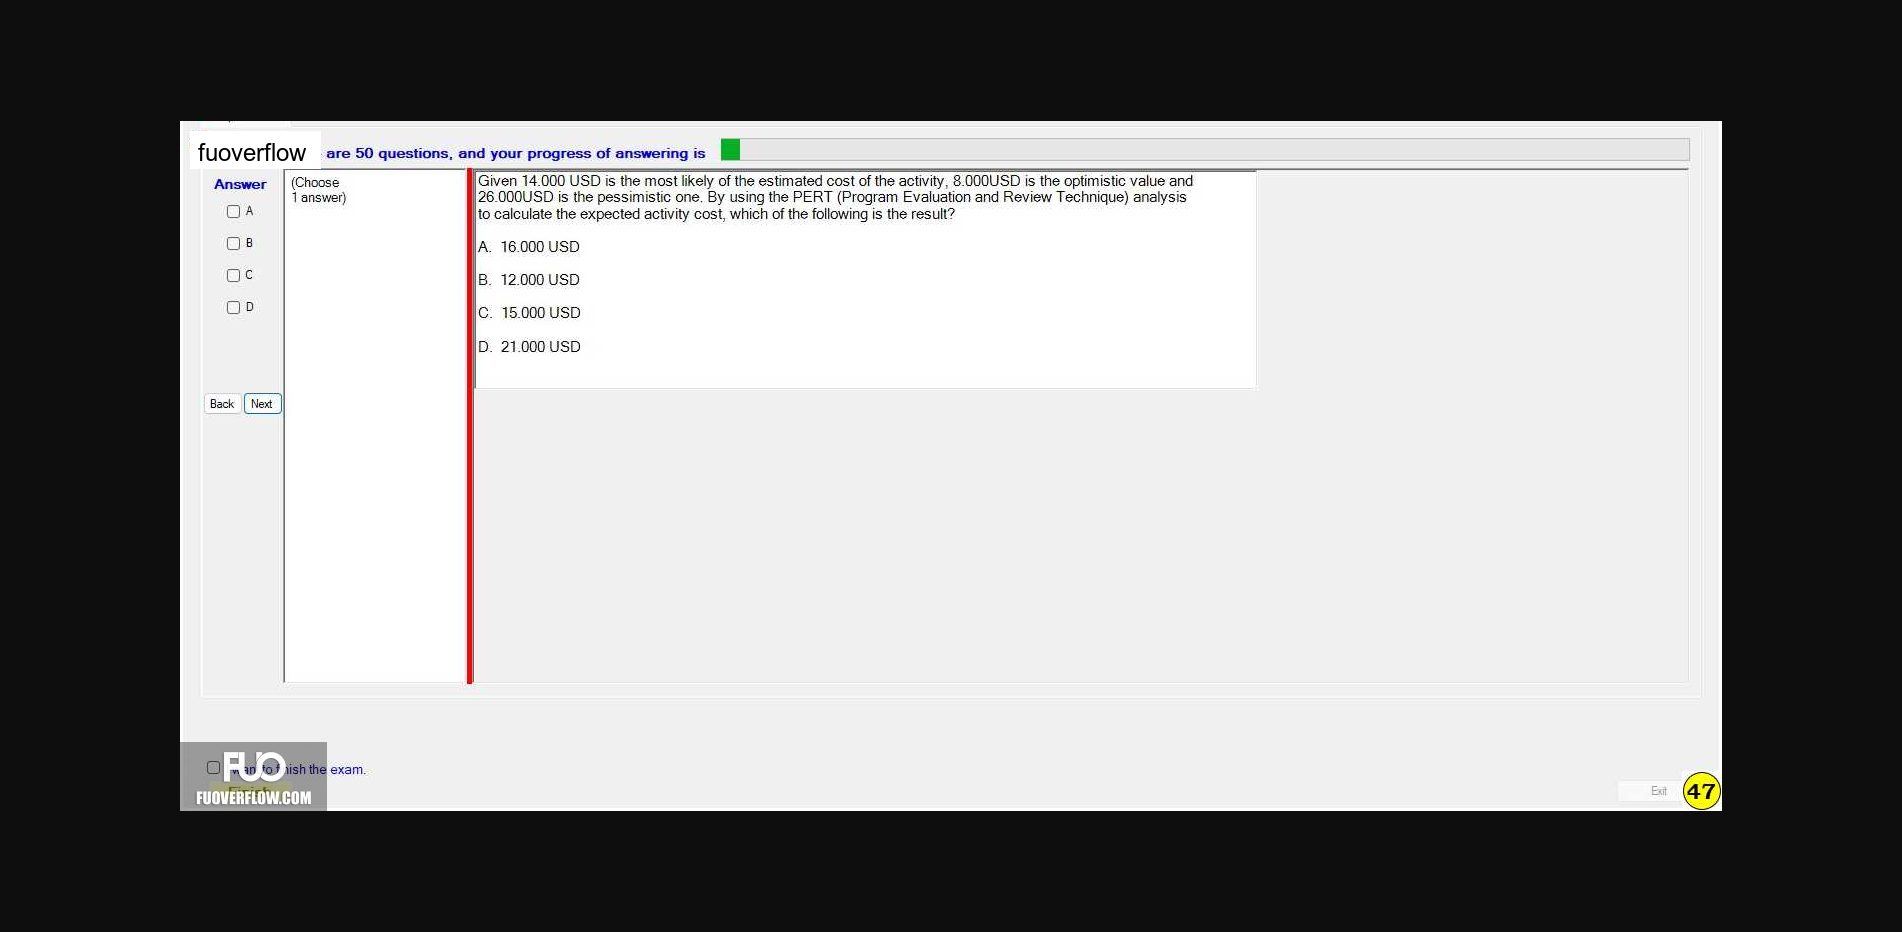 fuoverflow are 50 questions, and your progress of answering is
Answer
A
B
C
D
Back Next
(Choose
1 answer)
Given 14.000 USD is the most likely of the estimated cost of the activity, 8.000USD is the optimistic value and
26.000USD is the pessimistic one. By using the PERT (Program Evaluation and Review Technique) analysis
to calculate the expected activity cost, which of the following is the result?
A. 16.000 USD
B. 12.000 USD
C. 15.000 USD
D. 21.000 USD
FUO
want to finish the exam.
Finish
FUOVERFLOW.COM
Exit
47